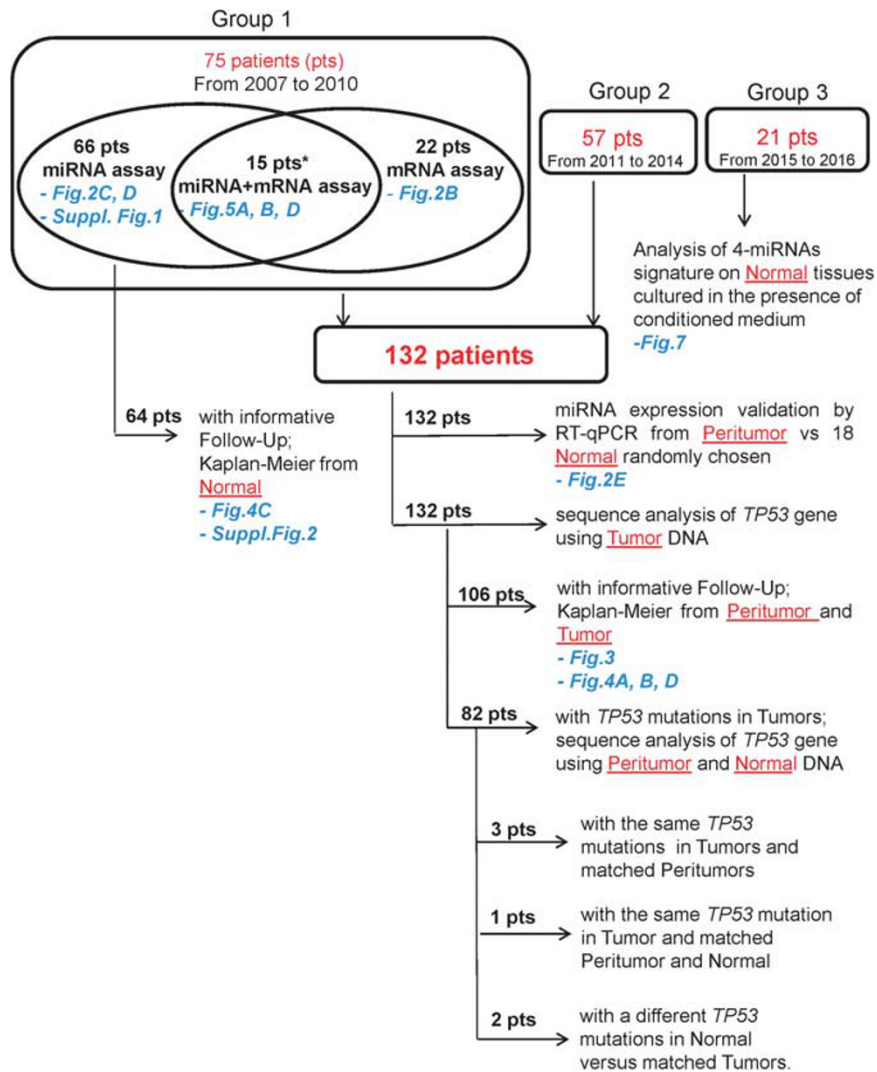 Group 1
75 patients (pts)
From 2007 to 2010
66 pts
miRNA assay
- Fig.2C, D
- Suppl. Fig.1
15 pts*
miRNA+mRNA assay
- Fig.5A, B, D
22 pts
mRNA assay
- Fig.2B
Group 2
57 pts
From 2011 to 2014
Group 3
21 pts
From 2015 to 2016
Analysis of 4-miRNAs
signature on Normal tissues
cultured in the presence of
conditioned medium
-Fig.7
132 patients
64 pts
with informative
Follow-Up;
Kaplan-Meier from
Normal
- Fig.4C
- Suppl.Fig.2
132 pts
miRNA expression validation by
RT-qPCR from Peritumor vs 18
Normal randomly chosen
- Fig.2E
132 pts
sequence analysis of TP53 gene
using Tumor DNA
106 pts
with informative Follow-Up;
Kaplan-Meier from Peritumor and
Tumor
- Fig.3
- Fig.4A, B, D
82 pts
with TP53 mutations in Tumors;
sequence analysis of TP53 gene
using Peritumor and Normal DNA
3 pts
with the same TP53
mutations in Tumors and
matched Peritumors
1 pts
with the same TP53 mutation
in Tumor and matched
Peritumor and Normal
2 pts
with a different TP53
mutations in Normal
versus matched Tumors.